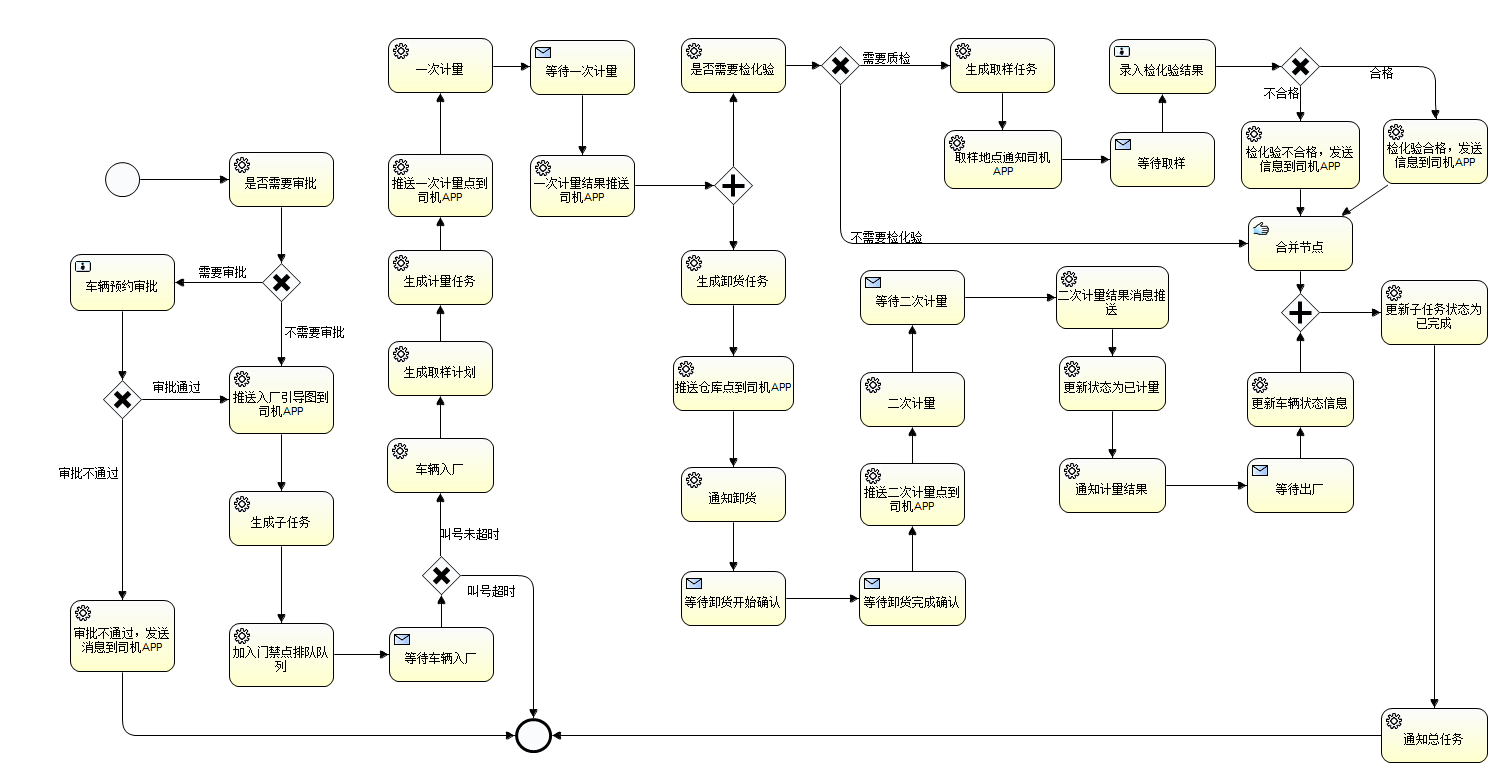 是否需要审批
需要审批
车辆预约审批
不需要审批
审批通过
审批不通过
审批不通过，发送
消息到司机APP
推送入厂引导图到
司机APP
生成子任务
加入门禁点排队队
列
等待车辆入厂
叫号未超时
叫号超时
车辆入厂
生成取样计划
生成计量任务
推送一次计量点到
司机APP
一次计量
等待一次计量
一次计量结果推送
司机APP
是否需要检化验
需要质检
不需要检化验
生成取样任务
取样地点通知司机
APP
等待取样
录入检化验结果
不合格
合格
检化验不合格，发送
信息到司机APP
检化验合格，发送
信息到司机APP
合并节点
生成卸货任务
推送仓库点到司机APP
通知卸货
等待卸货开始确认
等待卸货完成确认
推送二次计量点到
司机APP
二次计量
等待二次计量
二次计量结果消息推
送
更新状态为已计量
通知计量结果
等待出厂
更新车辆状态信息
更新子任务状态为
已完成
通知总任务